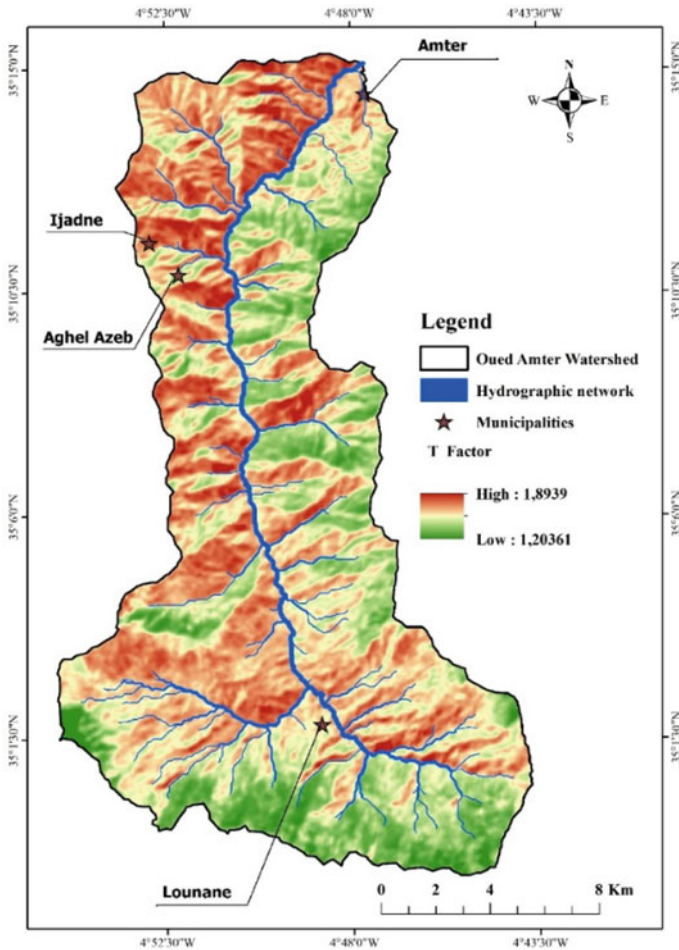 4°52'30"W 4°48'0"W 4°43'30"W
Amter
35°15'0"N
35°15'0"N
N
W E
S
Ijadne
35°10'30"N
35°10'30"N
Aghel Azeb
Legend
Oued Amter Watershed
Hydrographic network
Municipalities
T Factor
High : 1,8939
Low : 1,20361
35°6'0"N
35°6'0"N
35°1'30"N
35°1'30"N
Lounane
0 2 4 8 Km
4°52'30"W 4°48'0"W 4°43'30"W